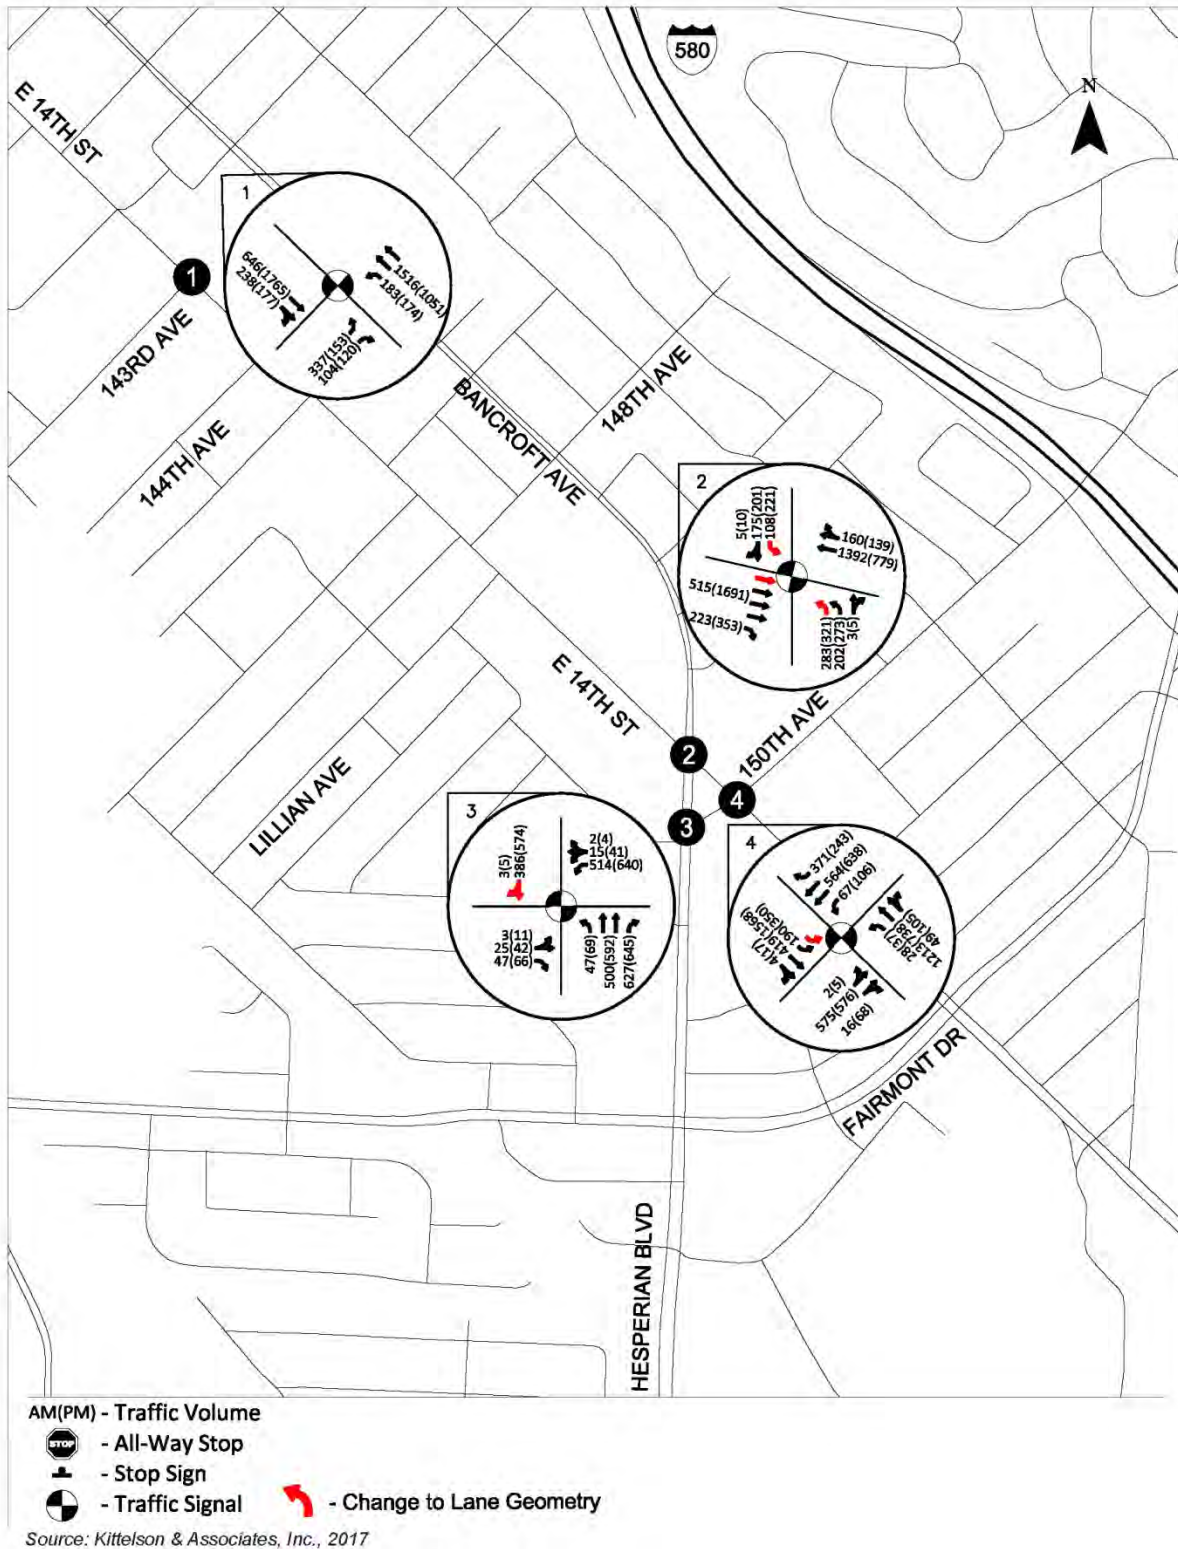 580
N
E 14TH ST
1
646(1765)
238(177)
1516(1051)
183(174)
337(153)
104(120)
1
143RD AVE
144TH AVE
BANCROFT AVE
148TH AVE
2
5(10)
175(201)
108(221)
160(139)
1392(779)
515(1691)
223(353)
283(321)
202(273)
3(5)
E 14TH ST
150TH AVE
2
4
3
LILLIAN AVE
3
3(5)
386(574)
2(4)
15(41)
514(640)
3(11)
25(42)
47(66)
47(69)
500(592)
627(645)
4
371(243)
564(638)
67(106)
190(350)
419(1568)
4(17)
49(105)
1213(738)
28(37)
2(5)
575(576)
16(68)
FAIRMONT DR
HESPERIAN BLVD
AM(PM) - Traffic Volume
STOP - All-Way Stop
- Stop Sign
- Traffic Signal
- Change to Lane Geometry
Source: Kittelson & Associates, Inc., 2017